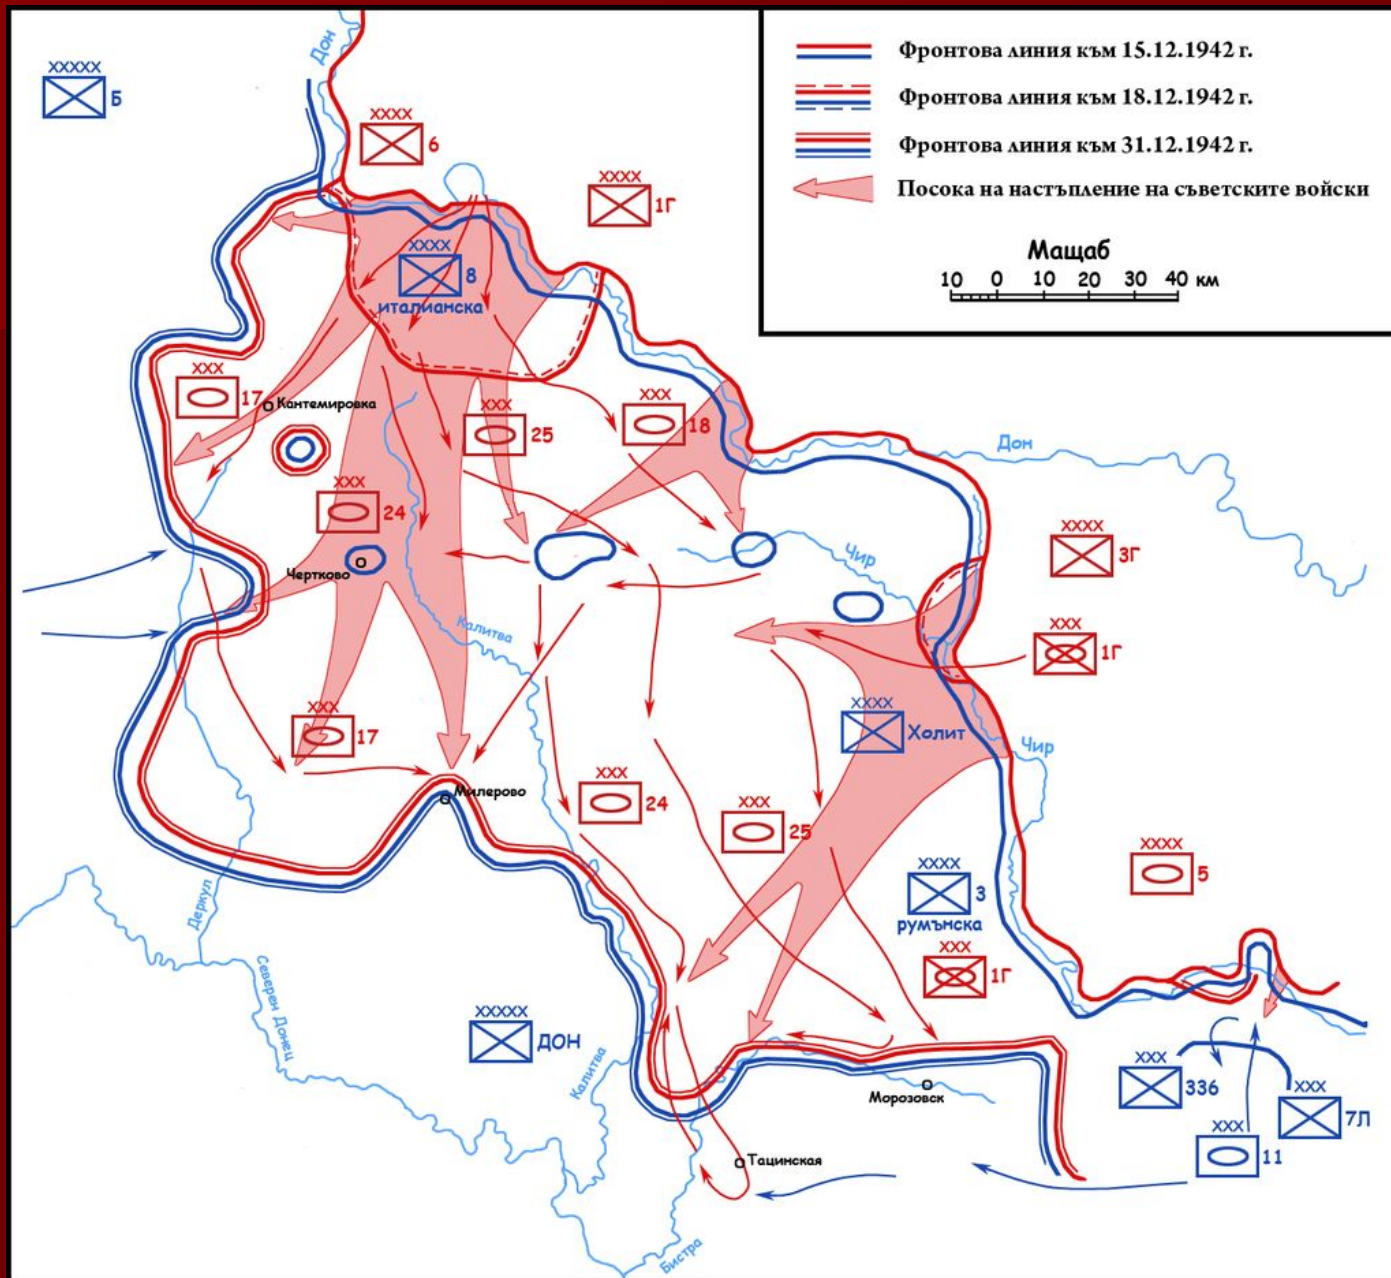 Фронтова линия към 15.12.1942 г.
Фронтова линия към 18.12.1942 г.
Фронтова линия към 31.12.1942 г.
Посока на настъпление на съветските войски
Мащаб
10 0 10 20 30 40 км
Дон
XXXXX
Б
XXXX
6
XXXX
1Г
XXXX
8
италианска
XXX
17
Кантемировка
XXX
25
XXX
18
Дон
XXX
24
Чертково
Чир
XXXX
3Г
Калитва
XXX
1Г
XXXX
Холит
Чир
XXX
17
Милерово
XXX
24
XXX
25
XXXX
5
XXXX
3
румънска
Деркул
XXX
1Г
Северен Донец
XXXXX
ДОН
Калитва
Морозовск
XXX
336
XXX
7Л
XXX
11
Тацинская
Бистра